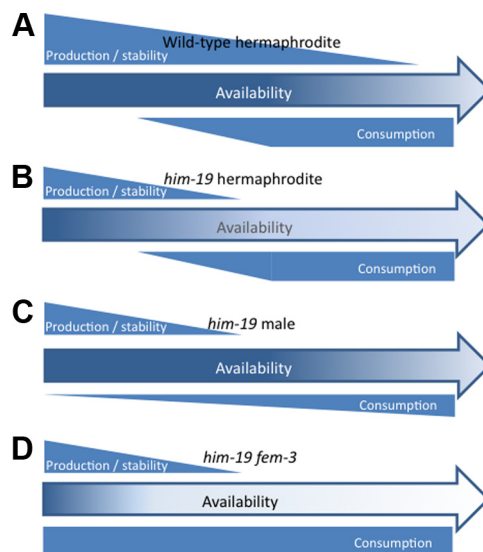 A
Wild-type hermaphrodite
Production / stability
Availability
Consumption
B
him-19 hermaphrodite
Production / stability
Availability
Consumption
C
him-19 male
Production / stability
Availability
Consumption
D
him-19 fem-3
Production / stability
Availability
Consumption